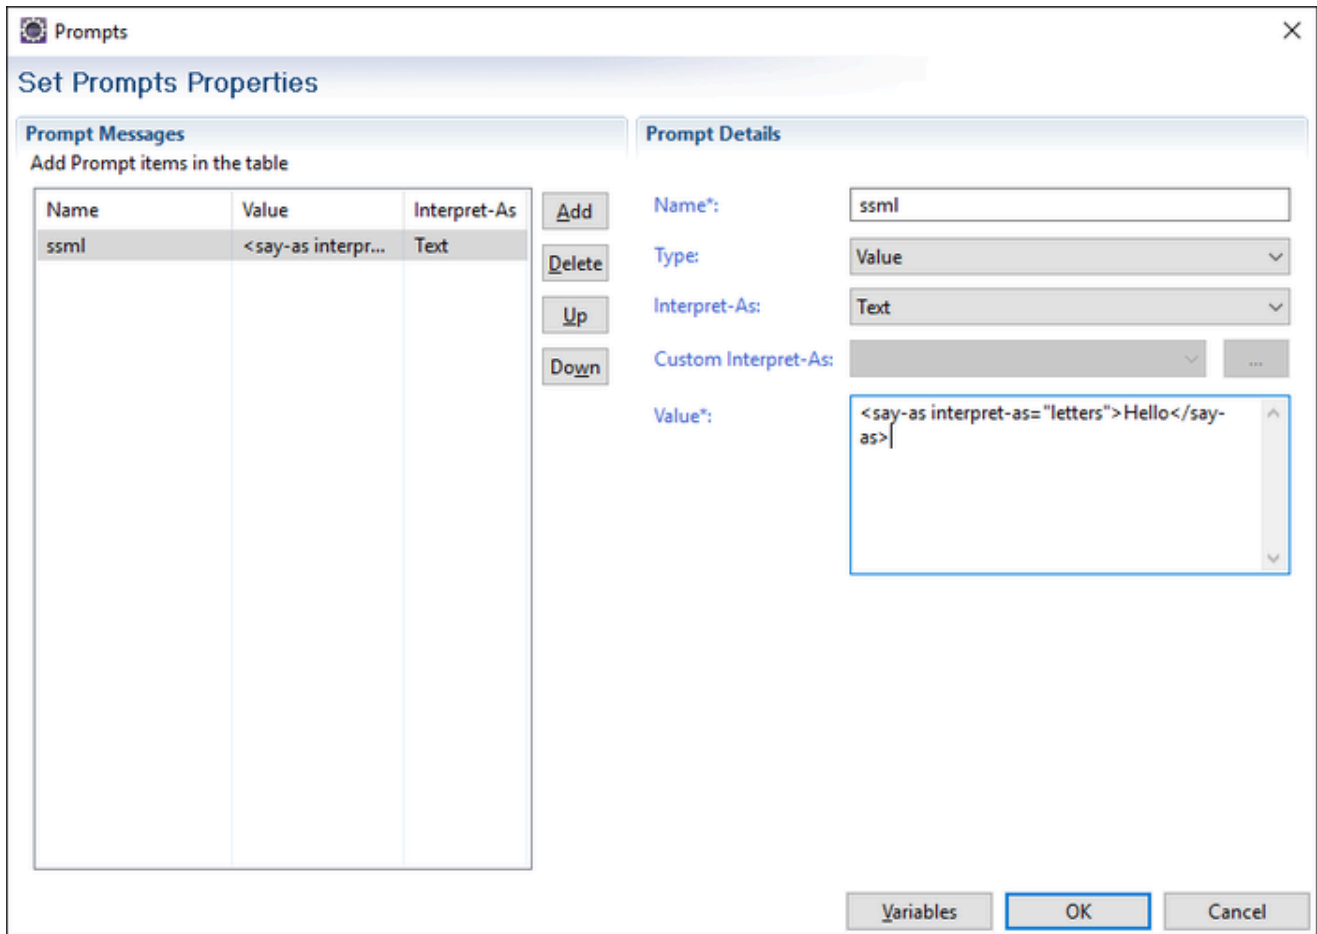 Prompts
Set Prompts Properties
Prompt Messages
Add Prompt items in the table
Name Value Interpret-As
ssml <say-as interpr... Text
Add
Delete
Up
Down
Prompt Details
Name*: ssml
Type: Value
Interpret-As: Text
Custom Interpret-As: ...
Value*: <say-as interpret-as="letters">Hello</say-
as>
Variables OK Cancel